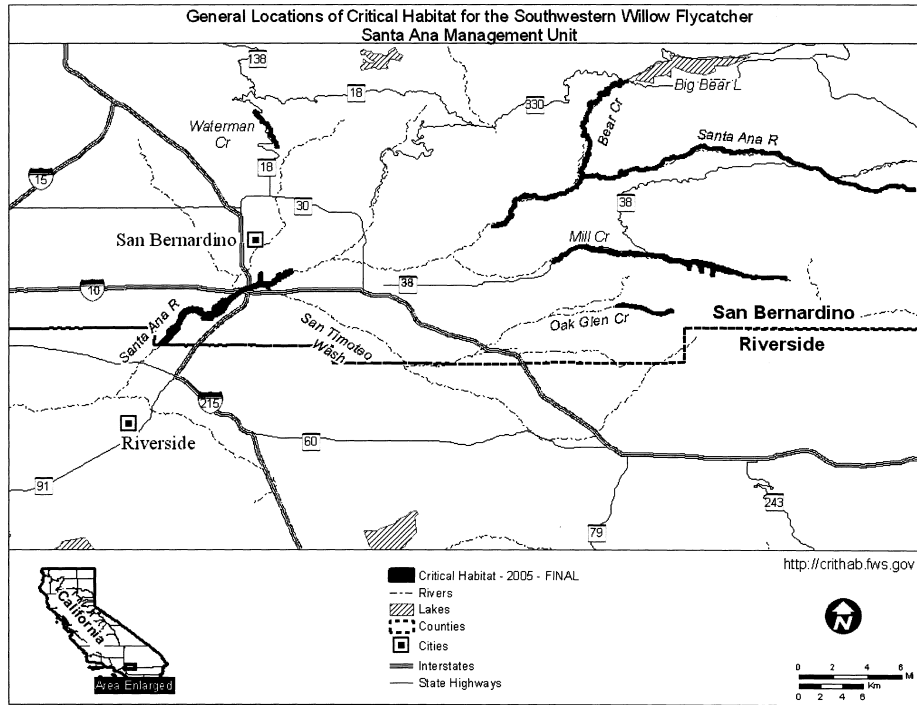 General Locations of Critical Habitat for the Southwestern Willow Flycatcher
Santa Ana Management Unit
138
18
330
Big Bear L
Waterman
Cr
Bear Cr
Santa Ana R
18
15
30
38
San Bernardino
Mill Cr
10
38
Santa Ana R
San Timoteo
Wash
Oak Glen Cr
San Bernardino
Riverside
215
Riverside
60
91
79
243
http://crithab.fws.gov
Critical Habitat - 2005 - FINAL
Rivers
Lakes
Counties
Cities
Interstates
State Highways
California
Area Enlarged
N
0 2 4 6 Mi
0 2 4 6 Km